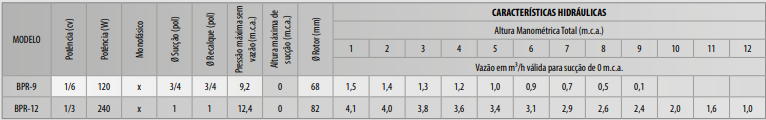 MODELO Potência (cv) Potência (W) Monofásico Ø Sucção (pol) Ø Recalque (pol) Pressão máxima sem vazão (m.c.a.) Altura máxima de sucção (m.c.a.) Ø Rotor (mm) CARACTERÍSTICAS HIDRÁULICAS
Altura Manométrica Total (m.c.a.)
1 2 3 4 5 6 7 8 9 10 11 12
Vazão em m³/h válida para sucção de 0 m.c.a.
BPR-9 1/6 120 x 3/4 3/4 9,2 0 68 1,5 1,4 1,3 1,2 1,0 0,9 0,7 0,5 0,1
BPR-12 1/3 240 x 1 1 12,4 0 82 4,1 4,0 3,8 3,6 3,4 3,1 2,9 2,6 2,4 2,0 1,6 1,0